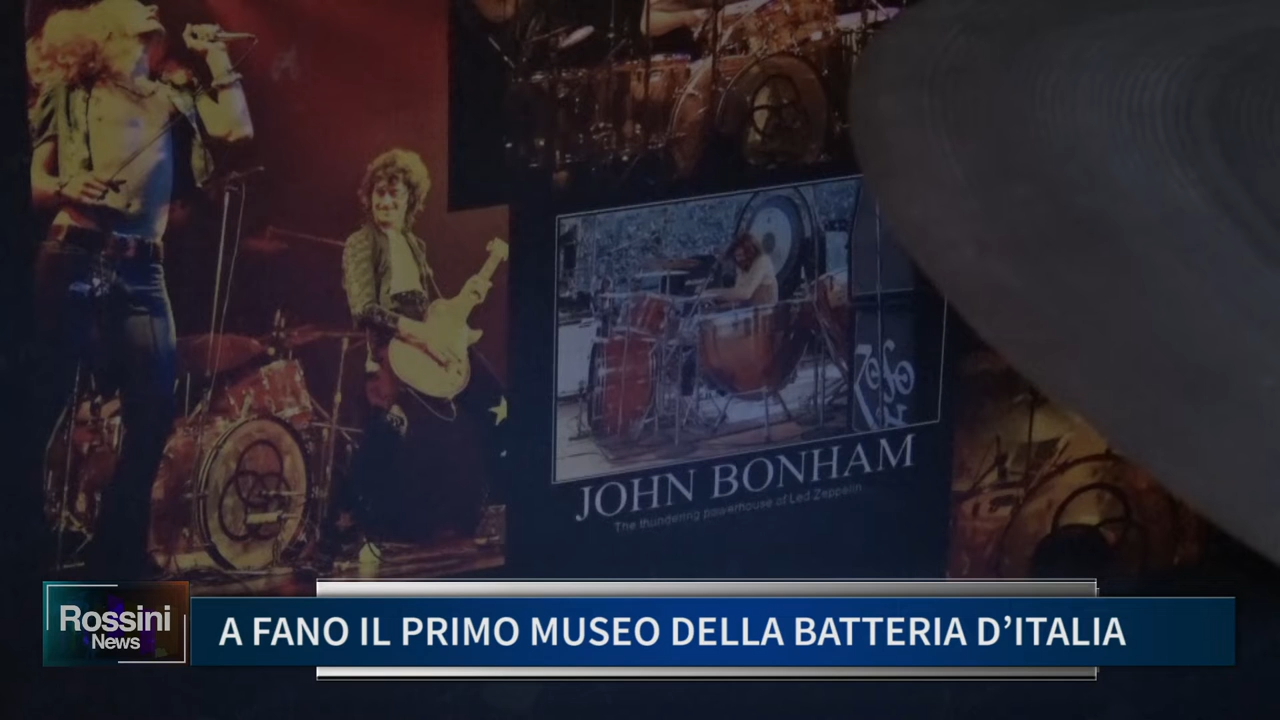 JOHN BONHAM
The thundering powerhouse of Led Zeppelin
Rossini
News
A FANO IL PRIMO MUSEO DELLA BATTERIA D’ITALIA